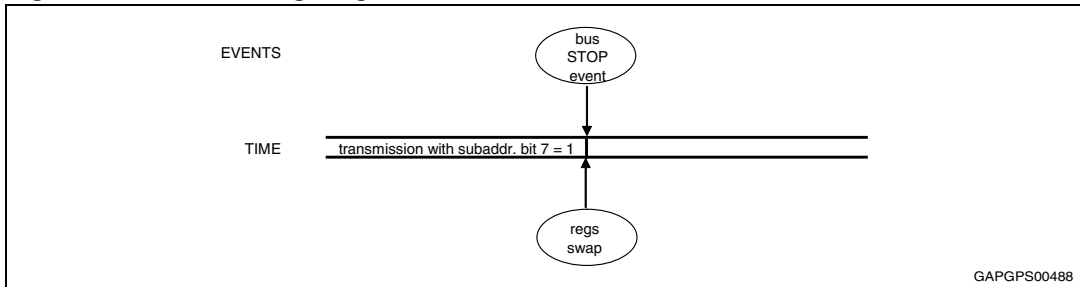 EVENTS
bus
STOP
event
TIME
transmission with subaddr. bit 7 = 1
regs
swap
GAPGPS00488